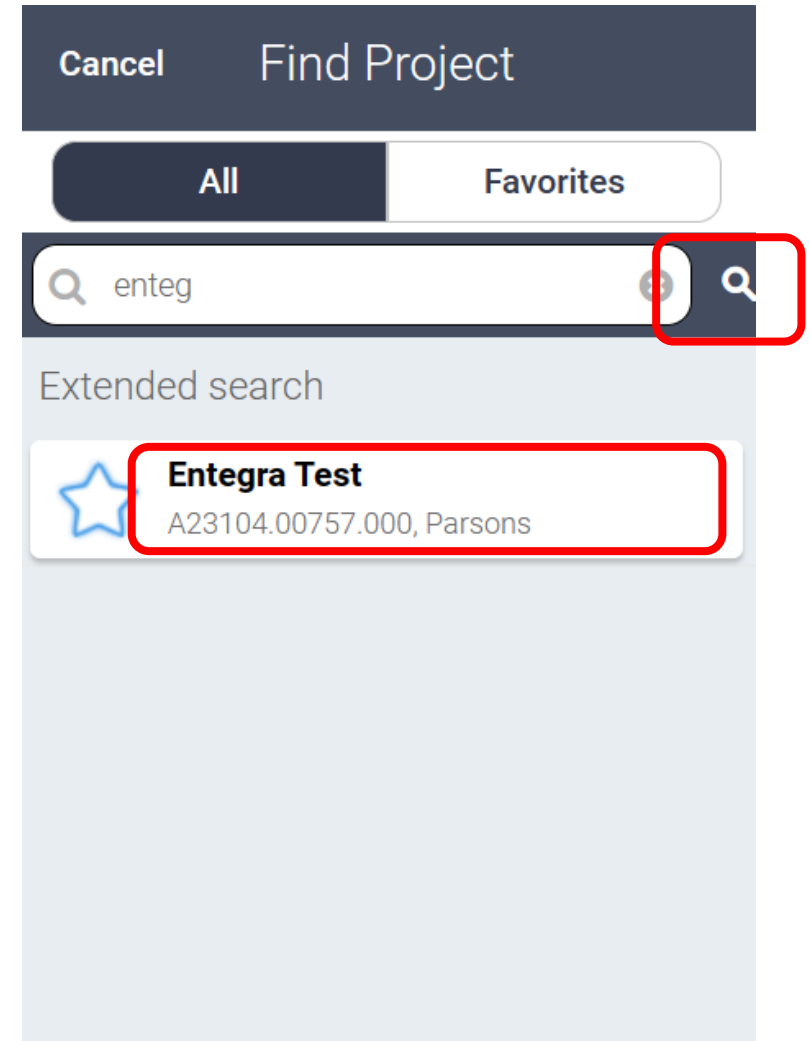 Cancel Find Project
All Favorites
enteg
Extended search
Entegra Test
A23104.00757.000, Parsons